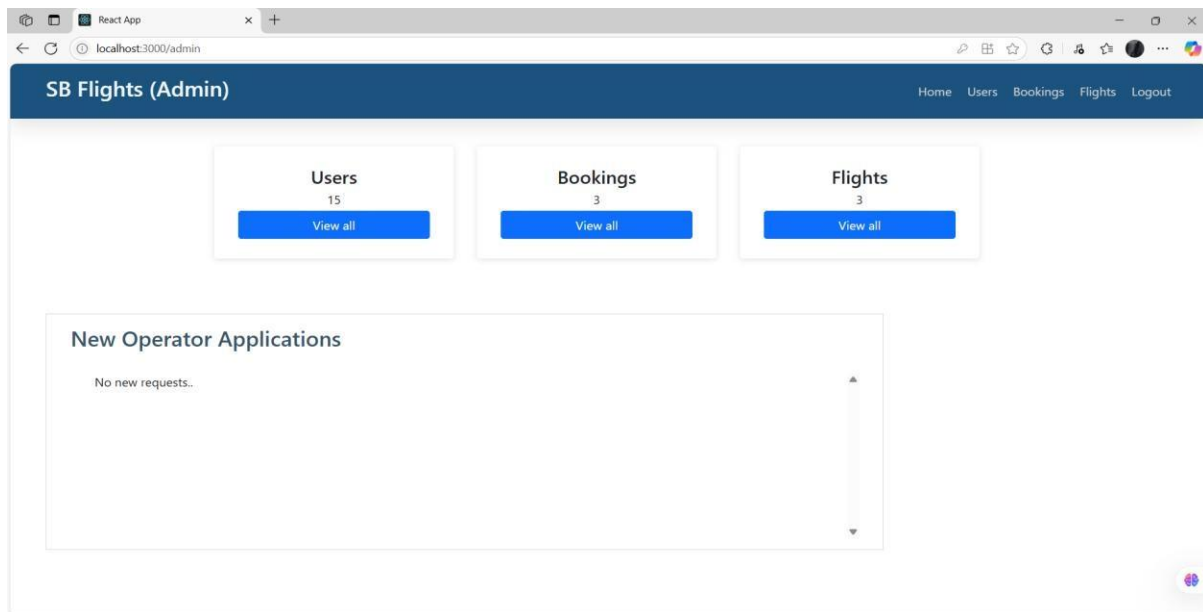 React App
localhost:3000/admin
SB Flights (Admin)
Home Users Bookings Flights Logout
Users Bookings Flights
15 3 3
View all View all View all
New Operator Applications
No new requests..